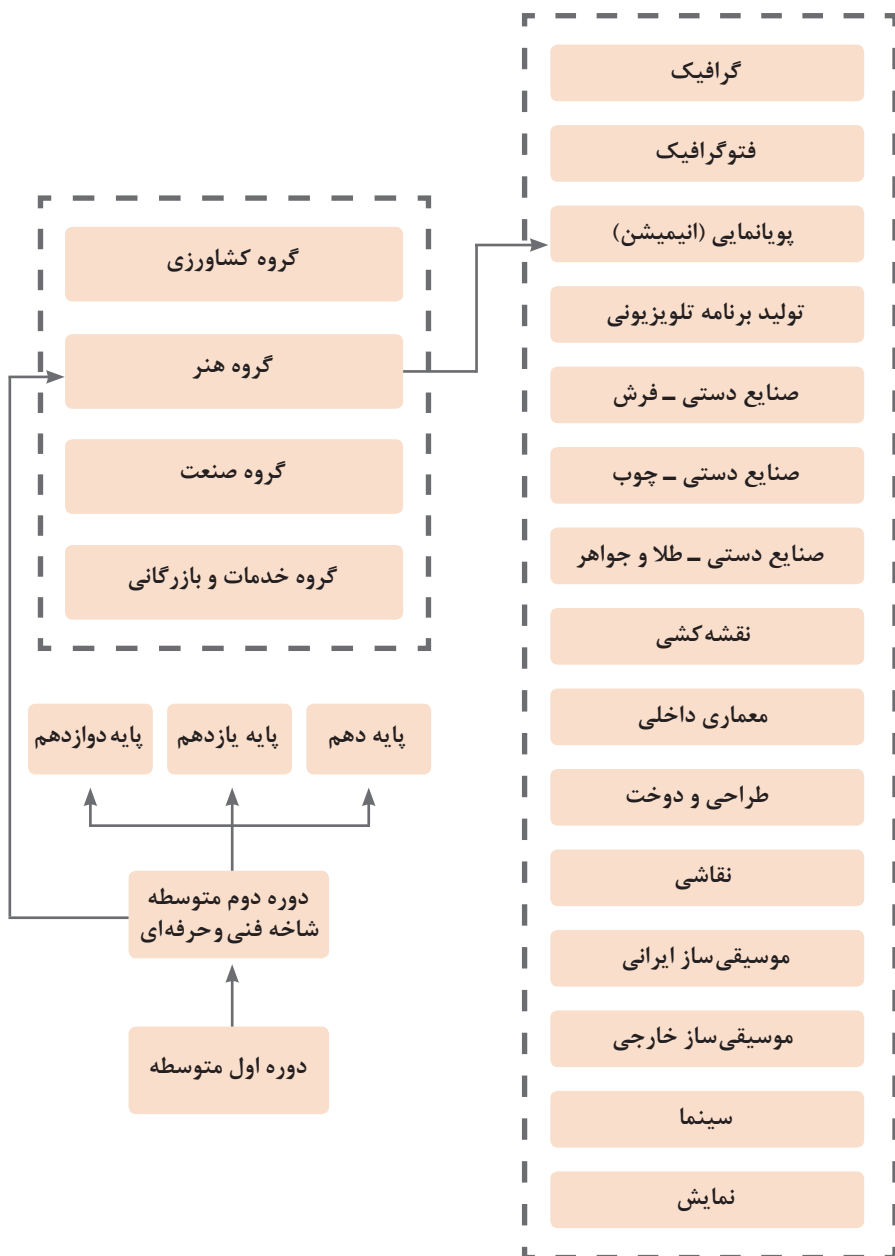 گرافیک
فتوگرافیک
پویانمایی (انیمیشن)
تولید برنامه تلویزیونی
صنایع دستی ـ فرش
صنایع دستی ـ چوب
صنایع دستی ـ طلا و جواهر
نقشه‌کشی
معماری داخلی
طراحی و دوخت
نقاشی
موسیقی‌ساز ایرانی
موسیقی‌ساز خارجی
سینما
نمایش
گروه کشاورزی
گروه هنر
گروه صنعت
گروه خدمات و بازرگانی
پایه دهم
پایه یازدهم
پایه دوازدهم
دوره دوم متوسطه
شاخه فنی و حرفه‌ای
دوره اول متوسطه